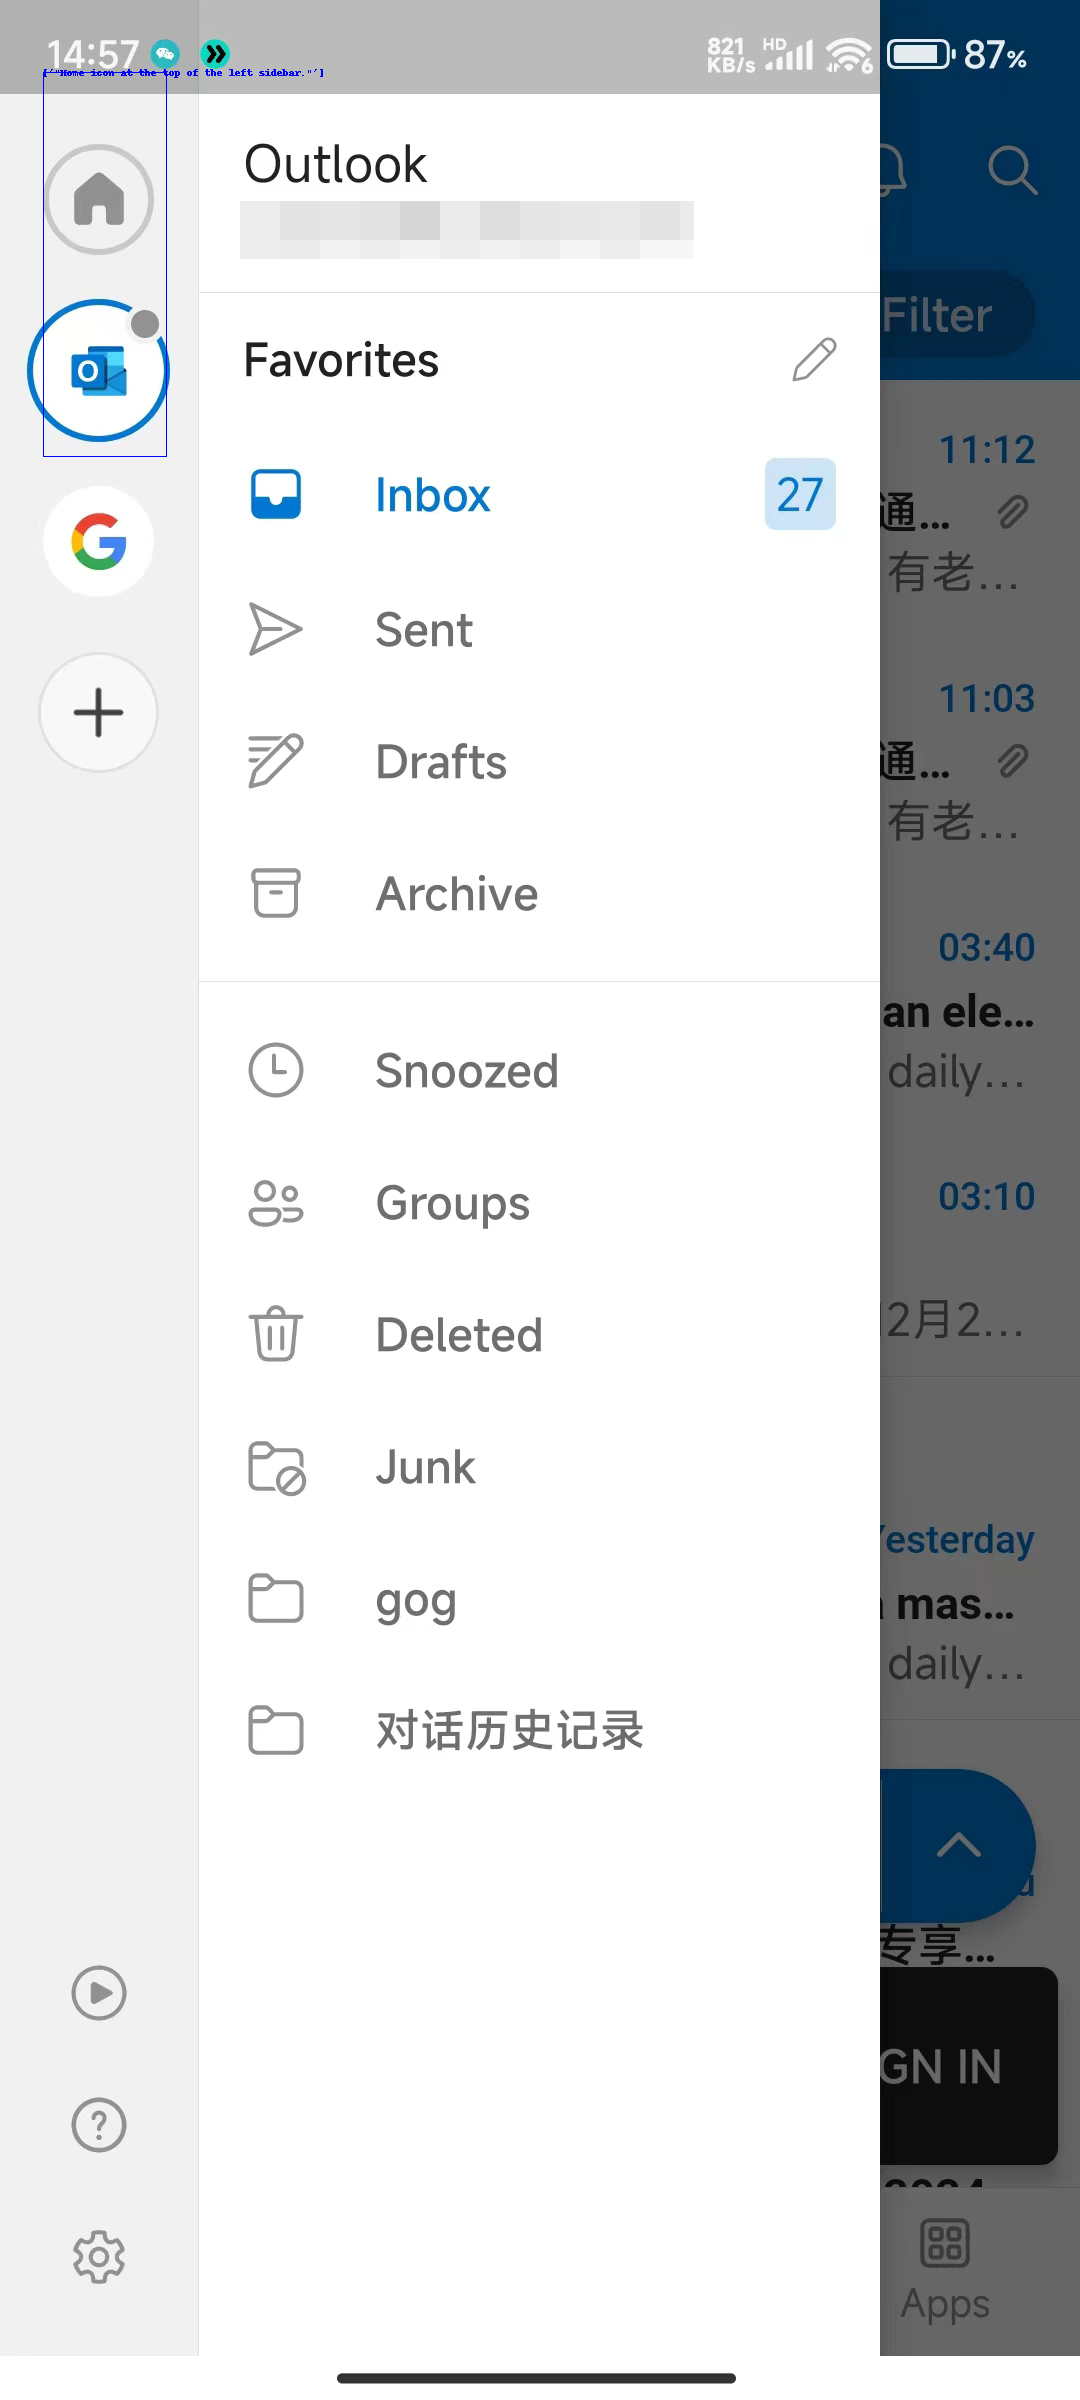 14:57
821 KB/s HD 6 87%
['"Home icon at the top of the left sidebar."']
Outlook
Filter
Favorites
Inbox 27
11:12
通...
有老...
Sent
11:03
通...
有老...
Drafts
Archive
03:40
an ele...
daily...
Snoozed
Groups
03:10
2月2...
Deleted
Junk
Yesterday
mas...
daily...
gog
对话历史记录
专享...
GN IN
Apps